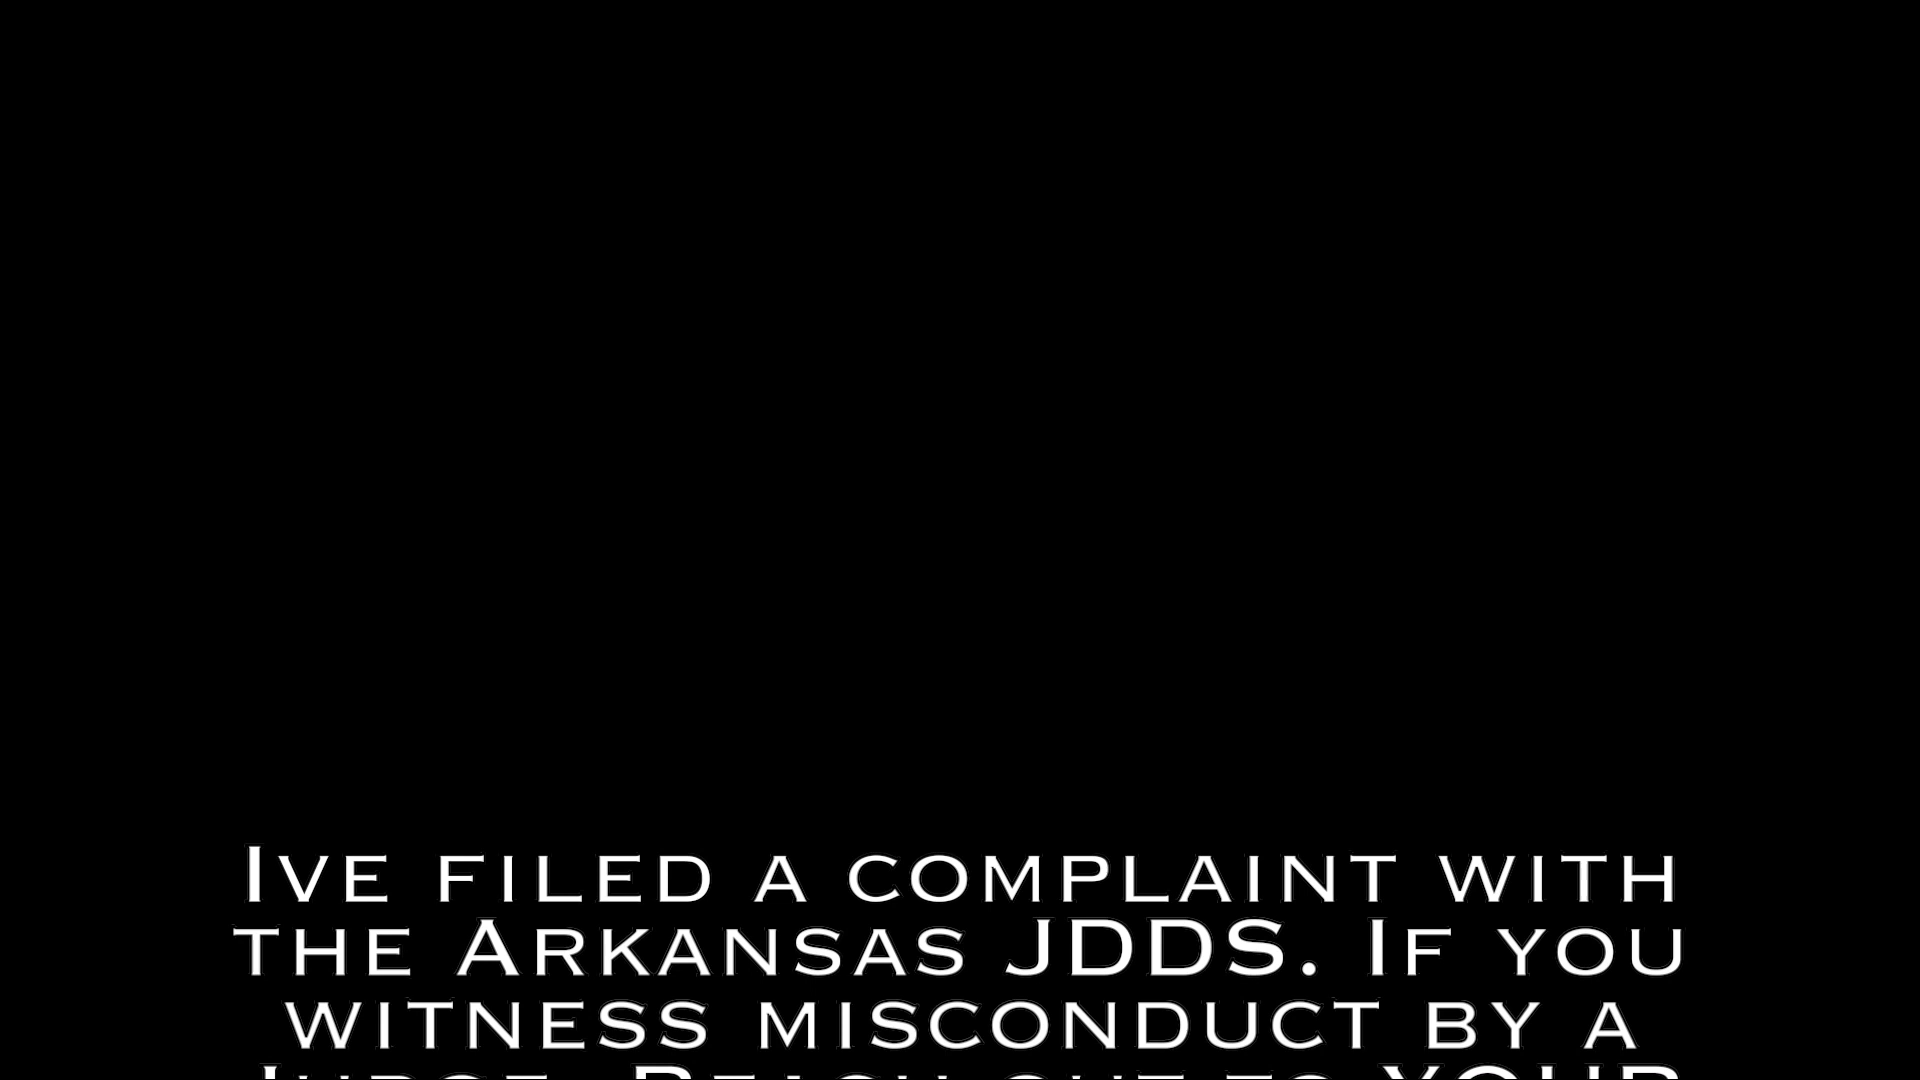 Ive filed a complaint with
the Arkansas JDDS. If you
witness misconduct by a